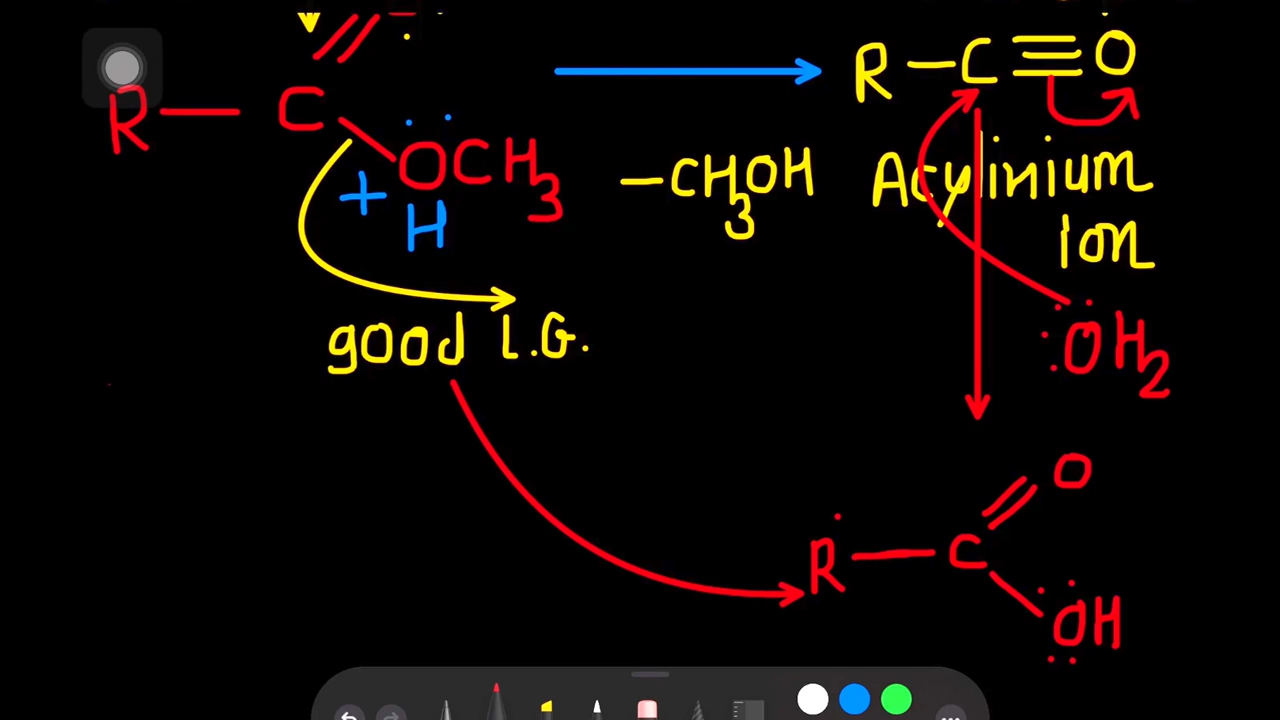 R — C
OCH3
+
H
good L.G.
—CH3OH
R—C≡O
Acylinium
Ion
:OH2
R—C
O
OH